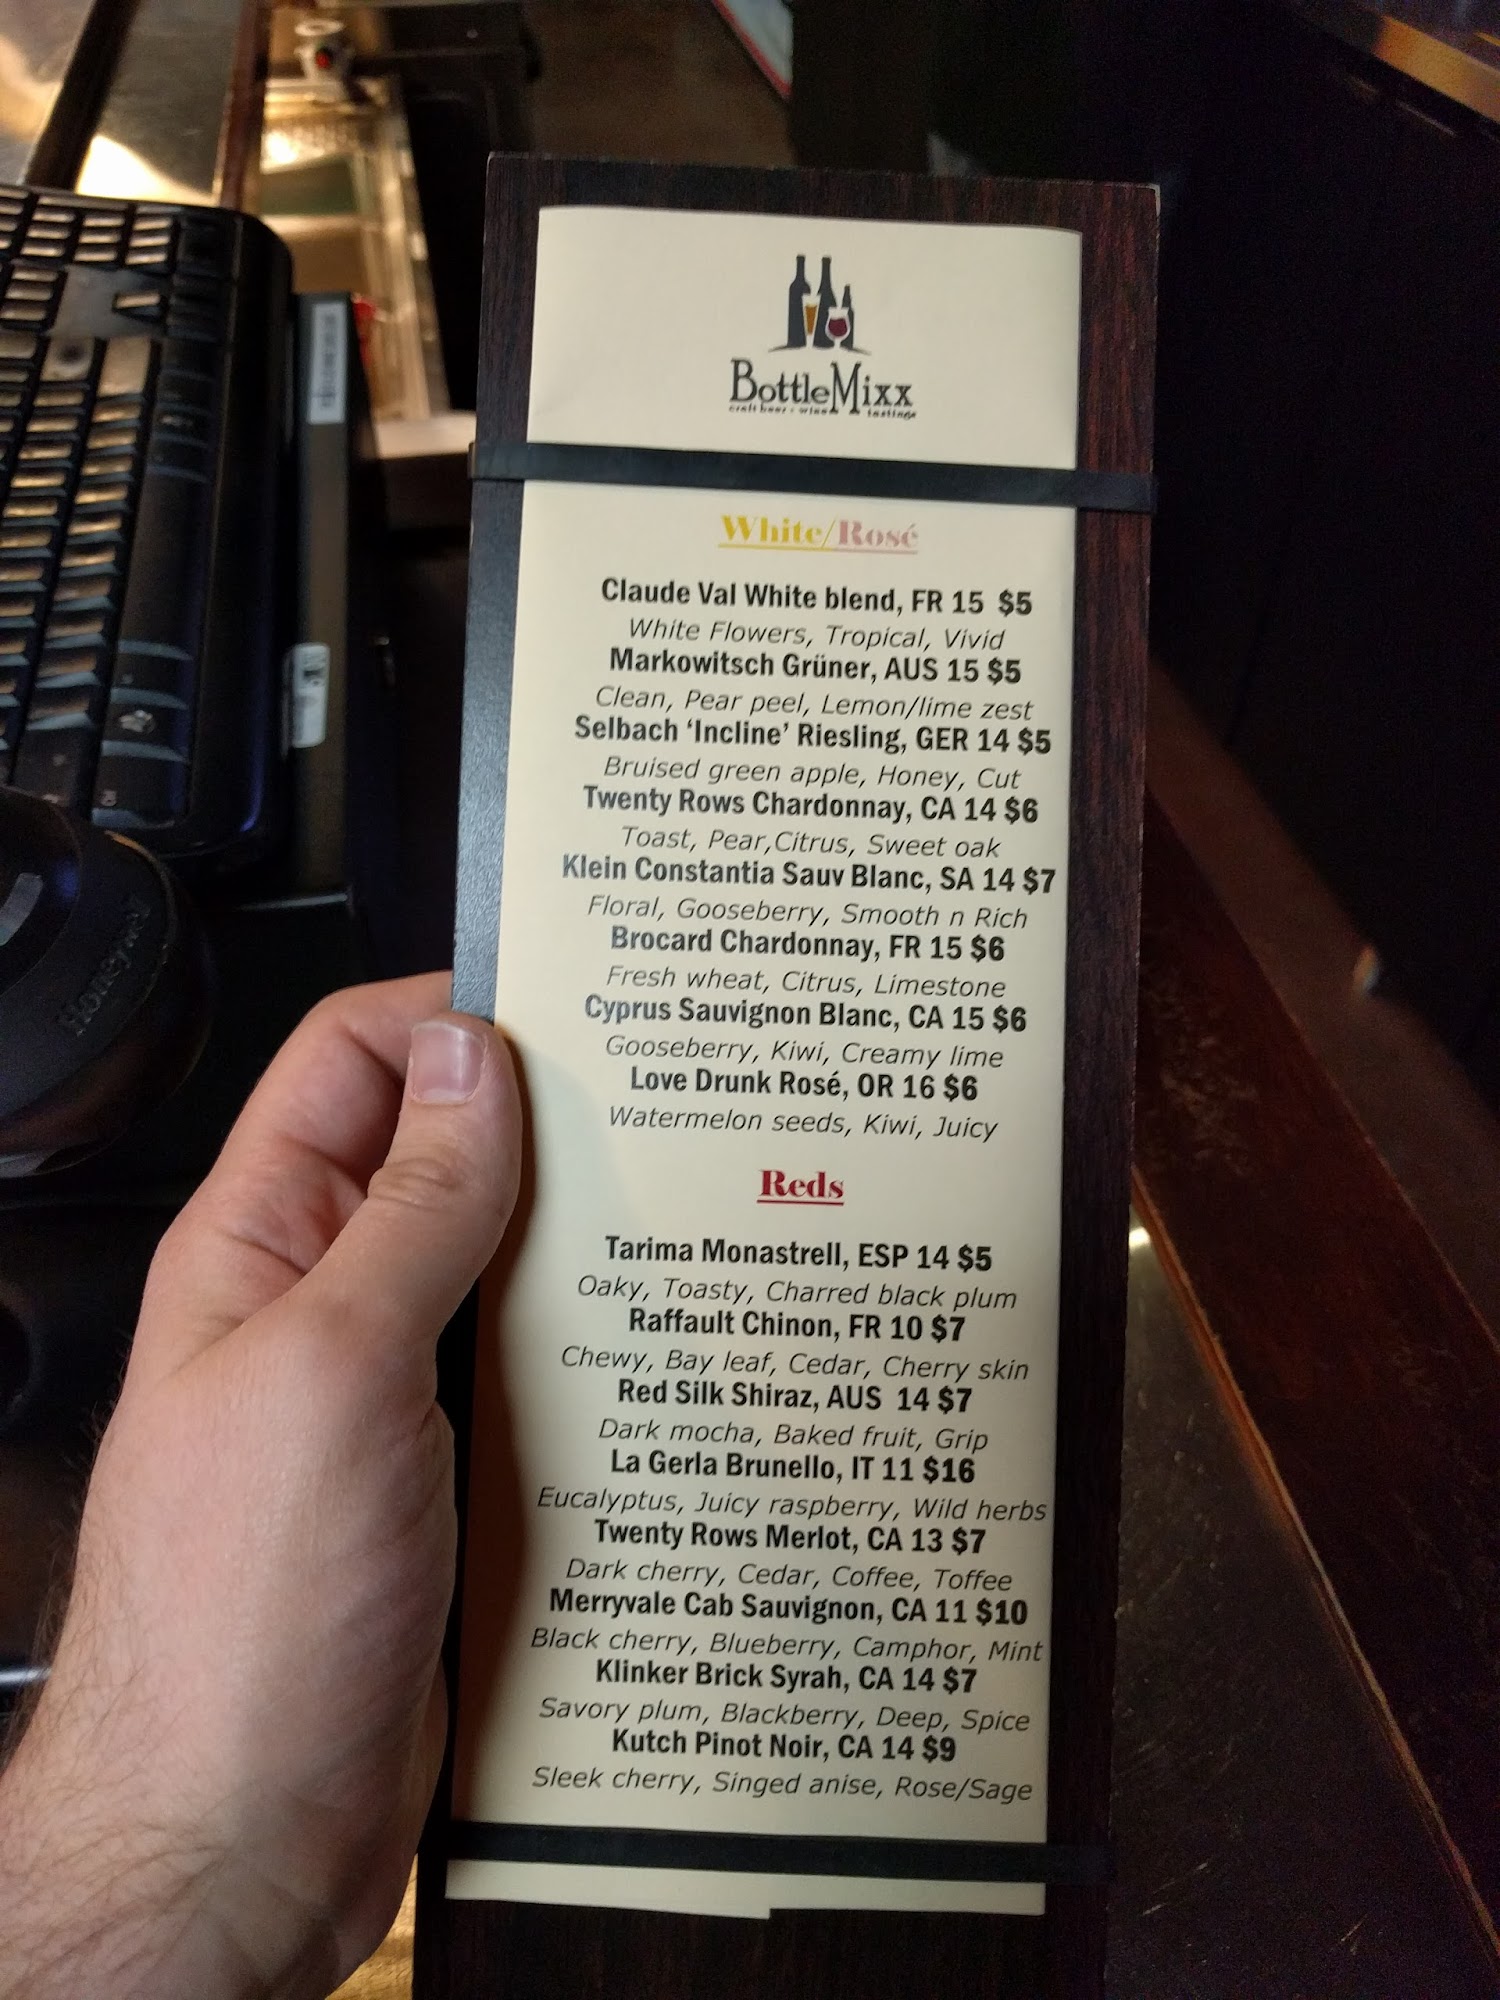 BottleMixx
craft beer • wine • tastings
White/Rosé
Claude Val White blend, FR 15 $5
White Flowers, Tropical, Vivid
Markowitsch Grüner, AUS 15 $5
Clean, Pear peel, Lemon/lime zest
Selbach ‘Incline’ Riesling, GER 14 $5
Bruised green apple, Honey, Cut
Twenty Rows Chardonnay, CA 14 $6
Toast, Pear,Citrus, Sweet oak
Klein Constantia Sauv Blanc, SA 14 $7
Floral, Gooseberry, Smooth n Rich
Brocard Chardonnay, FR 15 $6
Fresh wheat, Citrus, Limestone
Cyprus Sauvignon Blanc, CA 15 $6
Gooseberry, Kiwi, Creamy lime
Love Drunk Rosé, OR 16 $6
Watermelon seeds, Kiwi, Juicy
Reds
Tarima Monastrell, ESP 14 $5
Oaky, Toasty, Charred black plum
Raffault Chinon, FR 10 $7
Chewy, Bay leaf, Cedar, Cherry skin
Red Silk Shiraz, AUS 14 $7
Dark mocha, Baked fruit, Grip
La Gerla Brunello, IT 11 $16
Eucalyptus, Juicy raspberry, Wild herbs
Twenty Rows Merlot, CA 13 $7
Dark cherry, Cedar, Coffee, Toffee
Merryvale Cab Sauvignon, CA 11 $10
Black cherry, Blueberry, Camphor, Mint
Klinker Brick Syrah, CA 14 $7
Savory plum, Blackberry, Deep, Spice
Kutch Pinot Noir, CA 14 $9
Sleek cherry, Singed anise, Rose/Sage
Honeywell